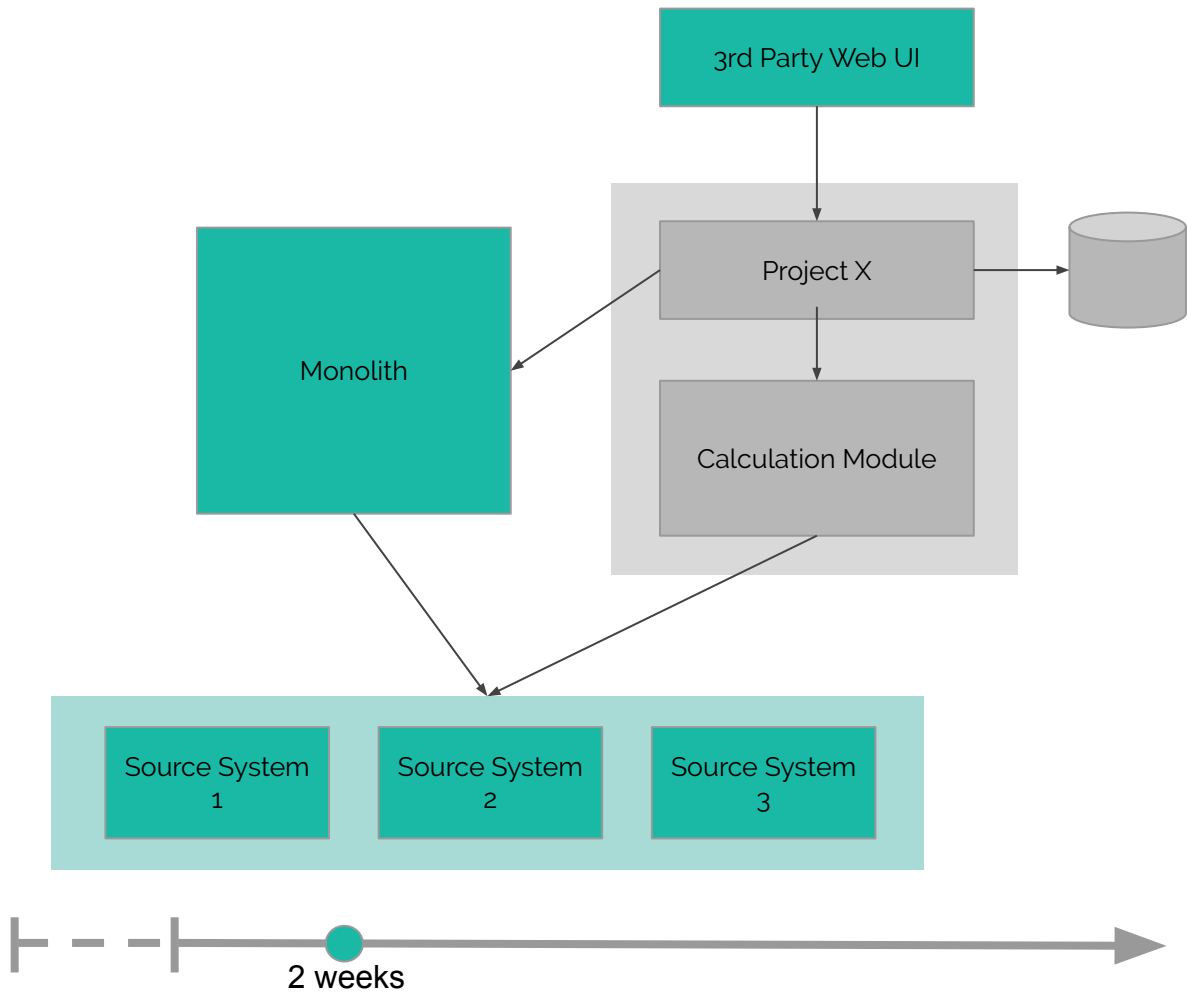 3rd Party Web UI
Project X
Monolith
Calculation Module
Source System
1
Source System
2
Source System
3
2 weeks